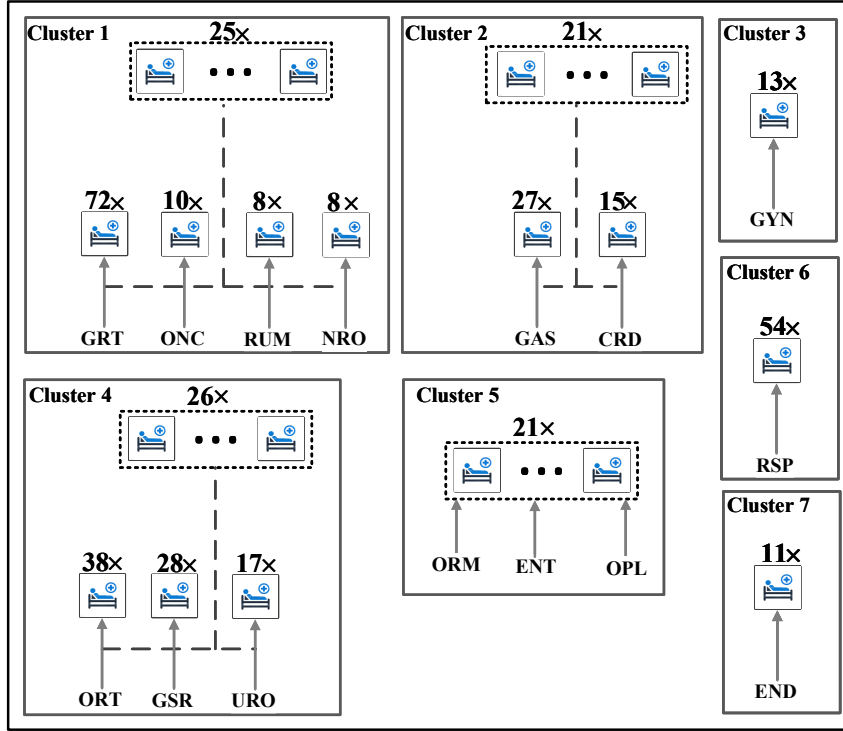 Cluster 1
25×
72×
10×
8×
8×
GRT
ONC
RUM
NRO
Cluster 2
21×
27×
15×
GAS
CRD
Cluster 3
13×
GYN
Cluster 4
26×
38×
28×
17×
ORT
GSR
URO
Cluster 5
21×
ORM
ENT
OPL
Cluster 6
54×
RSP
Cluster 7
11×
END